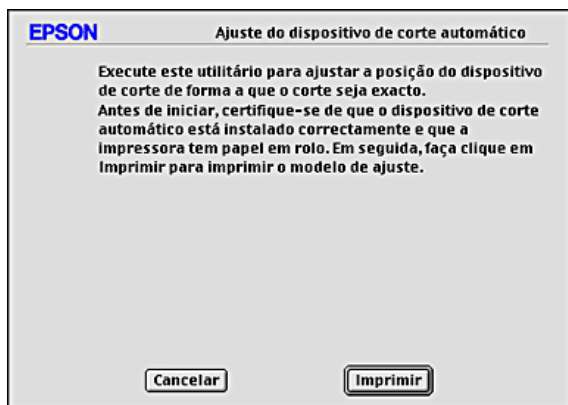 EPSON Ajuste do dispositivo de corte automático
Execute este utilitário para ajustar a posição do dispositivo
de corte de forma a que o corte seja exacto.
Antes de iniciar, certifique-se de que o dispositivo de corte
automático está instalado correctamente e que a
impressora tem papel em rolo. Em seguida, faça clique em
Imprimir para imprimir o modelo de ajuste.
Cancelar Imprimir